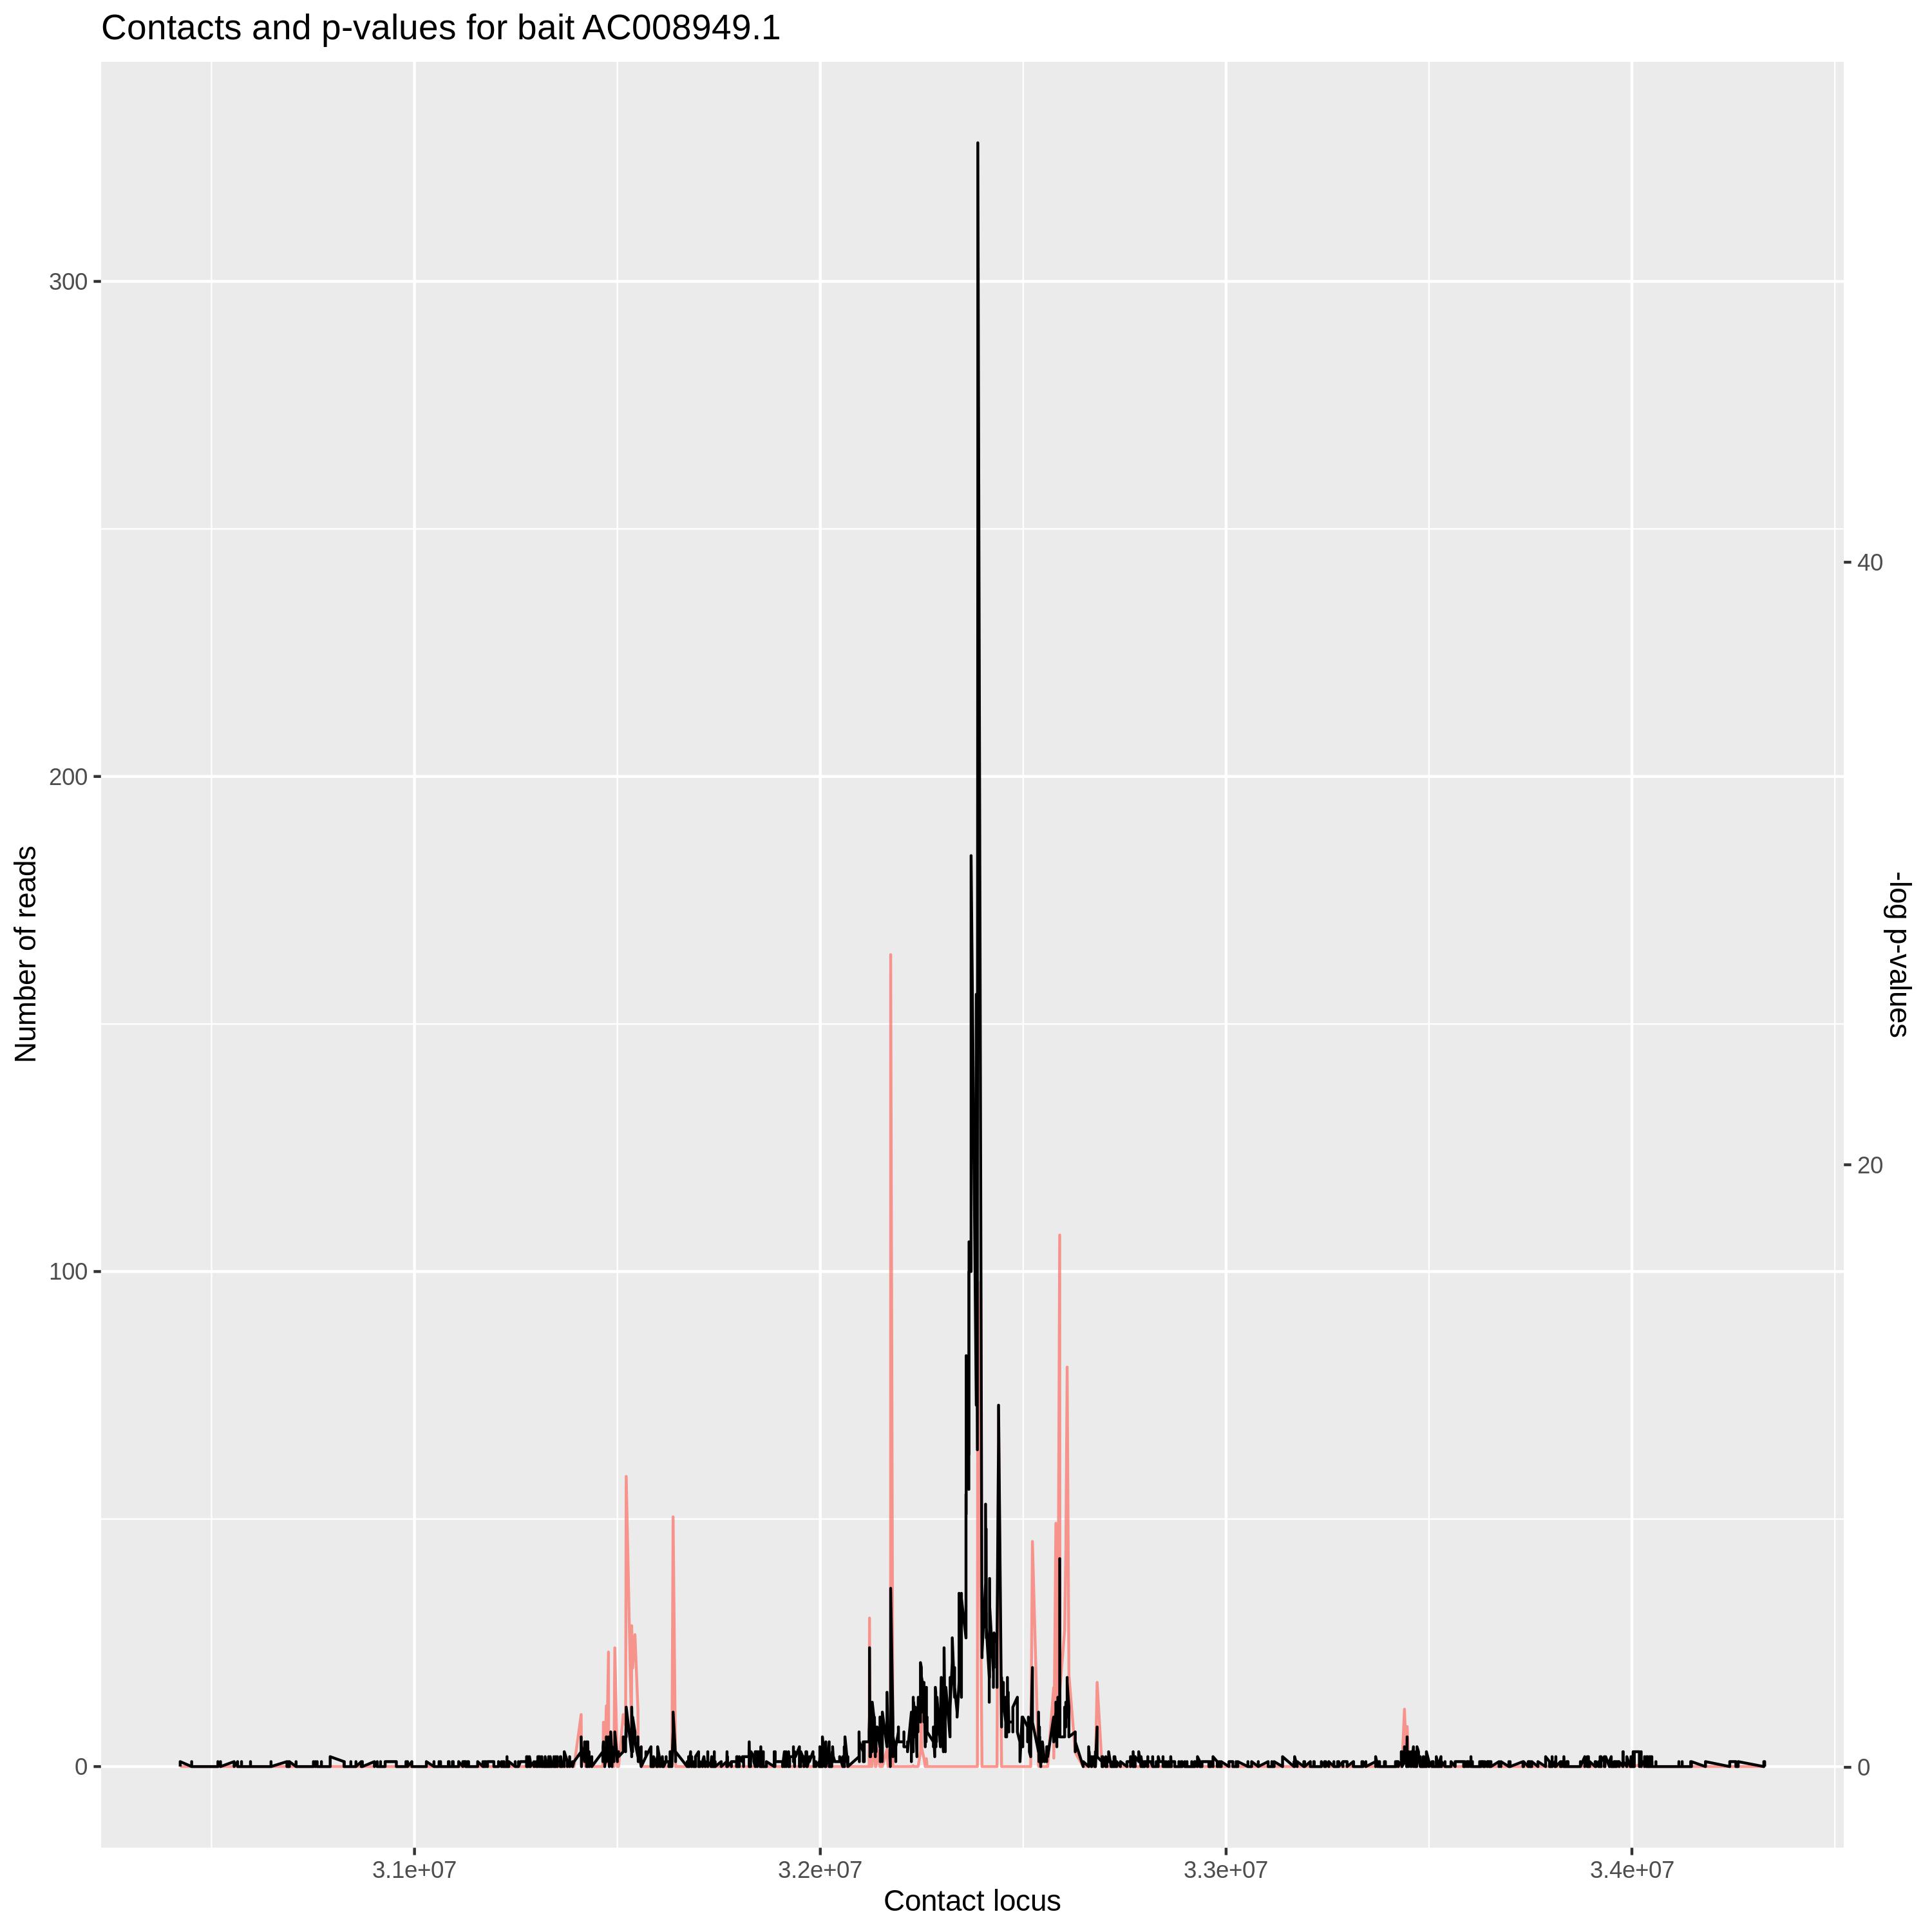 Contacts and p-values for bait AC008949.1
300
200
100
0
40
20
0
Number of reads
-log p-values
3.1e+07
3.2e+07
3.3e+07
3.4e+07
Contact locus